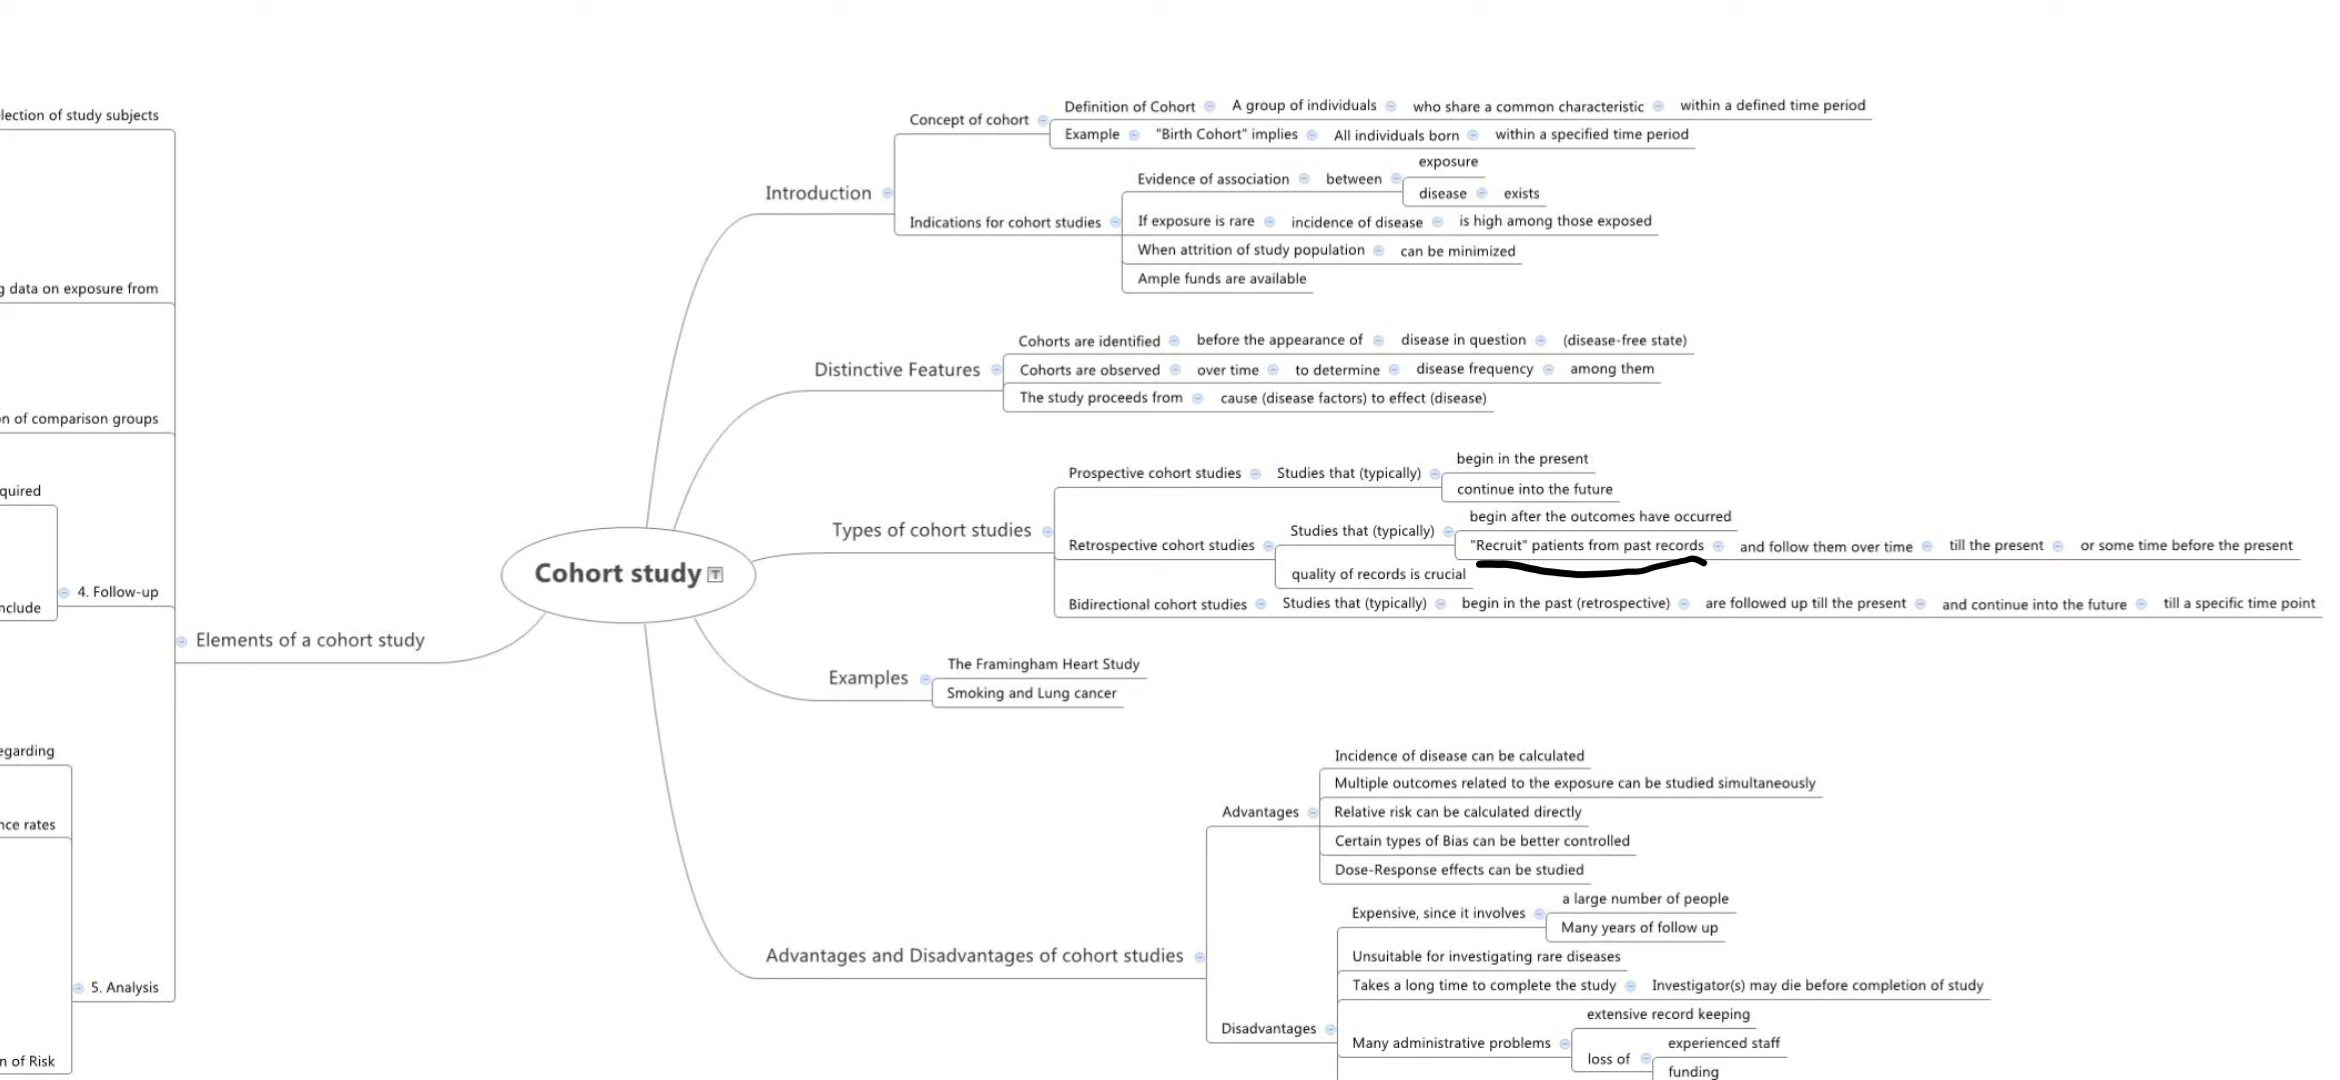 lection of study subjects
g data on exposure from
n of comparison groups
quired
nclude
4. Follow-up
Elements of a cohort study
egarding
nce rates
5. Analysis
n of Risk
Cohort study
Introduction
Concept of cohort
Definition of Cohort A group of individuals who share a common characteristic within a defined time period
Example "Birth Cohort" implies All individuals born within a specified time period
Indications for cohort studies
Evidence of association between
exposure
disease exists
If exposure is rare incidence of disease is high among those exposed
When attrition of study population can be minimized
Ample funds are available
Distinctive Features
Cohorts are identified before the appearance of disease in question (disease-free state)
Cohorts are observed over time to determine disease frequency among them
The study proceeds from cause (disease factors) to effect (disease)
Types of cohort studies
Prospective cohort studies Studies that (typically)
begin in the present
continue into the future
Retrospective cohort studies
Studies that (typically)
begin after the outcomes have occurred
"Recruit" patients from past records and follow them over time till the present or some time before the present
quality of records is crucial
Bidirectional cohort studies Studies that (typically) begin in the past (retrospective) are followed up till the present and continue into the future till a specific time point
Examples
The Framingham Heart Study
Smoking and Lung cancer
Advantages and Disadvantages of cohort studies
Advantages
Incidence of disease can be calculated
Multiple outcomes related to the exposure can be studied simultaneously
Relative risk can be calculated directly
Certain types of Bias can be better controlled
Dose-Response effects can be studied
Disadvantages
Expensive, since it involves
a large number of people
Many years of follow up
Unsuitable for investigating rare diseases
Takes a long time to complete the study Investigator(s) may die before completion of study
Many administrative problems
extensive record keeping
loss of
experienced staff
funding